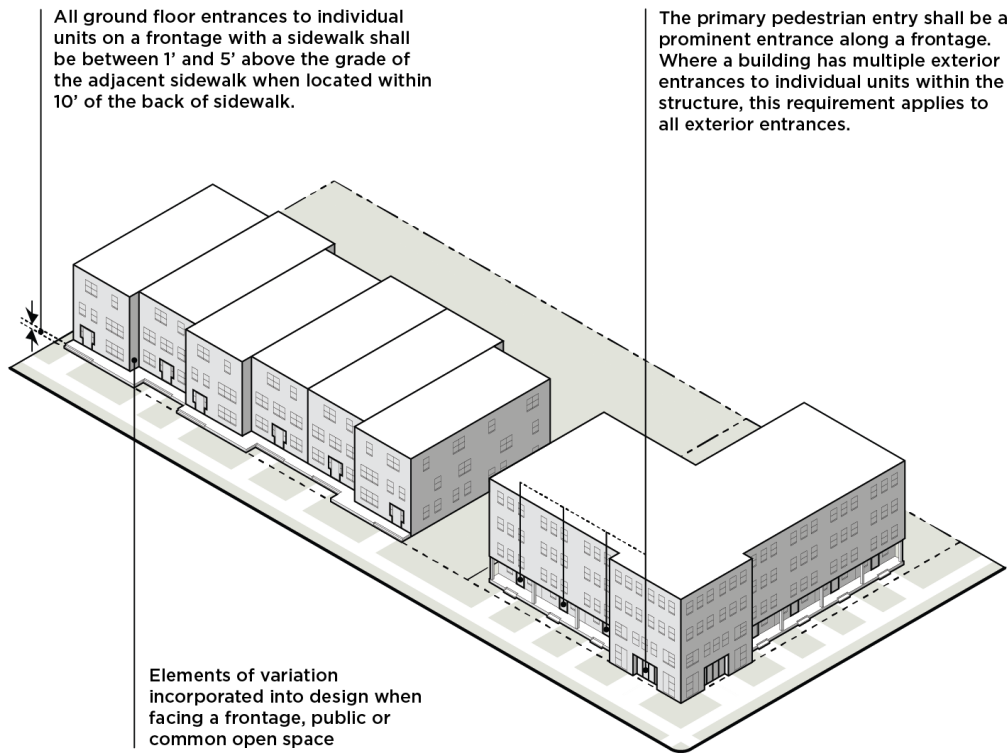 All ground floor entrances to individual
units on a frontage with a sidewalk shall
be between 1’ and 5’ above the grade of
the adjacent sidewalk when located within
10’ of the back of sidewalk.
The primary pedestrian entry shall be a
prominent entrance along a frontage.
Where a building has multiple exterior
entrances to individual units within the
structure, this requirement applies to
all exterior entrances.
Elements of variation
incorporated into design when
facing a frontage, public or
common open space